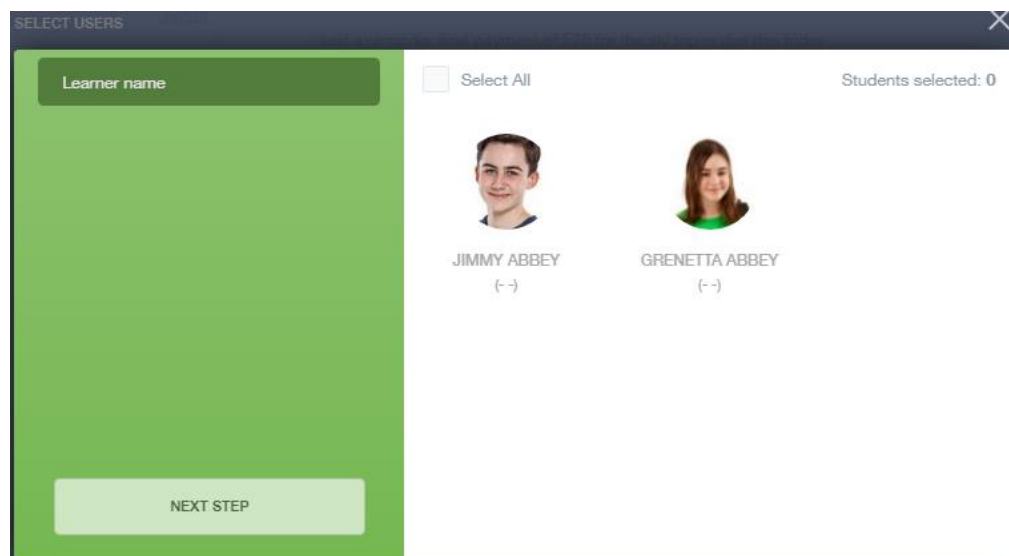 SELECT USERS
Learner name
Select All
Students selected: 0
JIMMY ABBEY
(- -)
GRENETTA ABBEY
(- -)
NEXT STEP